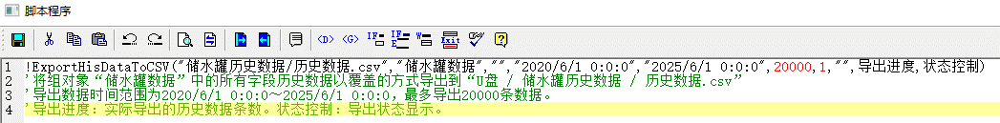 脚本程序
<D> <G> IF= IF= E W= Exit
1 !ExportHisDataToCSV("储水罐历史数据/历史数据.csv","储水罐数据","","2020/6/1 0:0:0","2025/6/1 0:0:0",20000,1,"",导出进度,状态控制)
2 '将组对象“储水罐数据”中的所有字段历史数据以覆盖的方式导出到“U盘 / 储水罐历史数据 / 历史数据.csv”
3 '导出数据时间范围为2020/6/1 0:0:0～2025/6/1 0:0:0，最多导出20000条数据。
4 '导出进度：实际导出的历史数据条数。状态控制：导出状态显示。